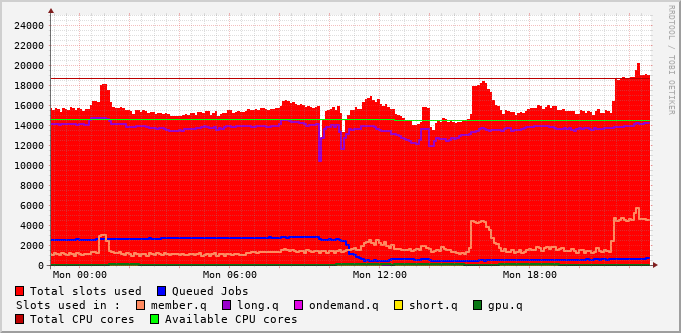 24000
22000
20000
18000
16000
14000
12000
10000
8000
6000
4000
2000
0
Mon 00:00 Mon 06:00 Mon 12:00 Mon 18:00
RRDTOOL / TOBI OETIKER
Total slots used Queued Jobs
Slots used in : member.q long.q ondemand.q short.q gpu.q
Total CPU cores Available CPU cores